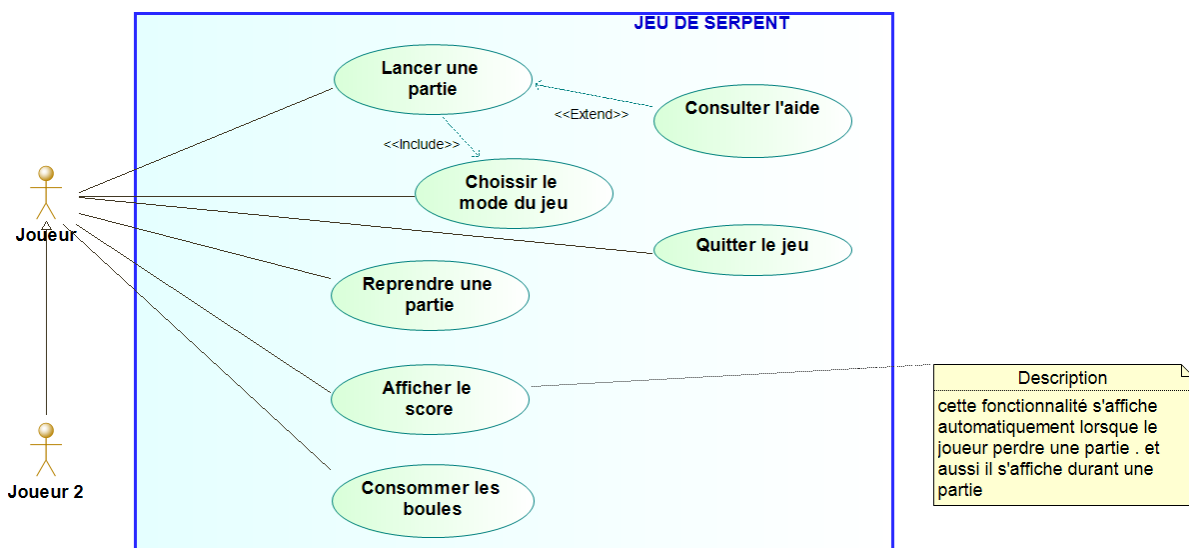 JEU DE SERPENT
Lancer une
partie
Consulter l'aide
<<Extend>>
<<Include>>
Choissir le
mode du jeu
Joueur
Quitter le jeu
Reprendre une
partie
Afficher le
score
Description
cette fonctionnalité s'affiche
automatiquement lorsque le
joueur perdre une partie . et
aussi il s'affiche durant une
partie
Joueur 2
Consommer les
boules